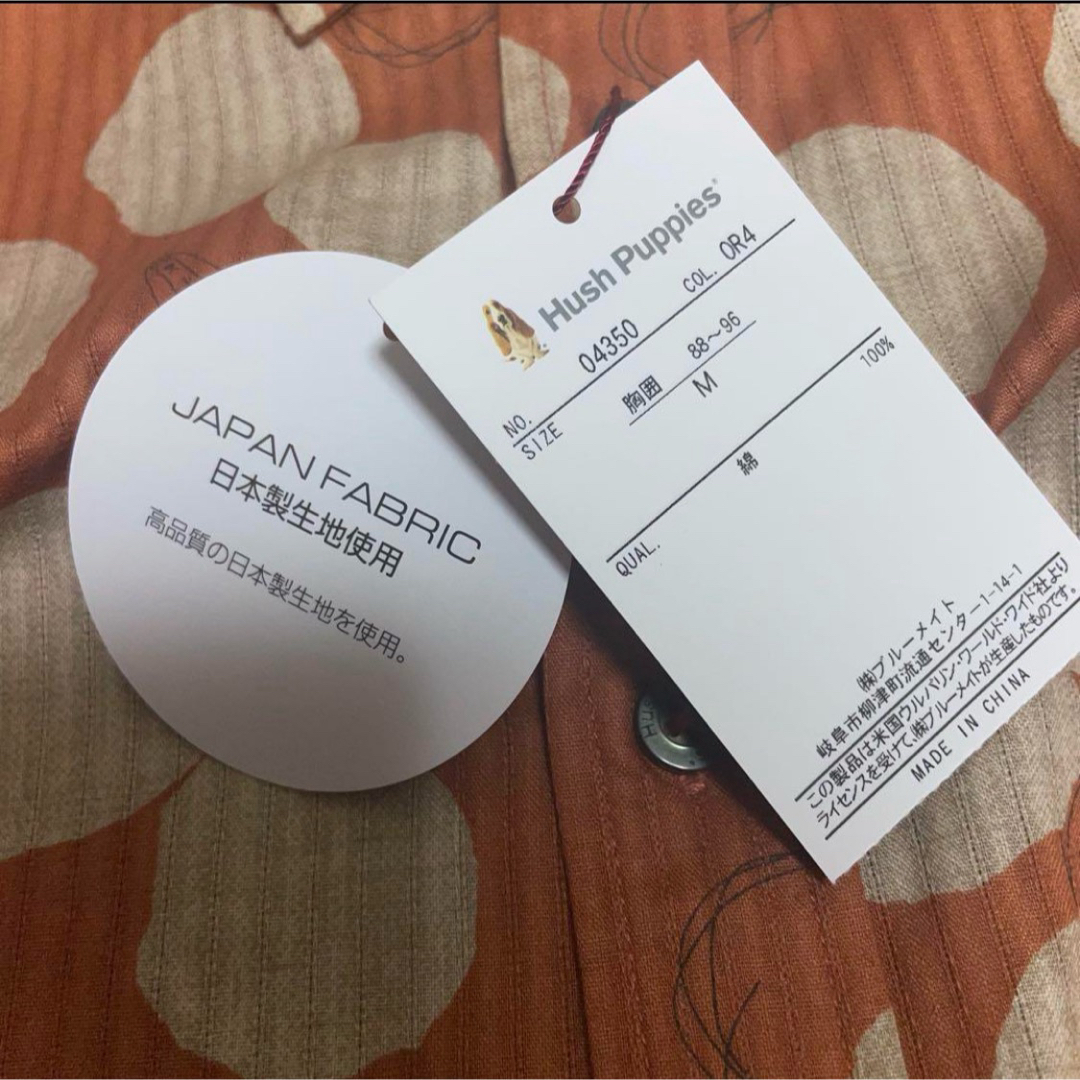 JAPAN FABRIC
日本製生地使用
高品質の日本製生地を使用。
Hush Puppies®
NO. 04350 COL. OR4
SIZE 胸囲 88～96
M
QUAL. 綿 100%
㈱ブルーメイト
岐阜市柳津町流通センター1-14-1
この製品は米国ウルバリン・ワールド・ワイド社より
ライセンスを受けて、㈱ブルーメイトが生産したものです。
MADE IN CHINA